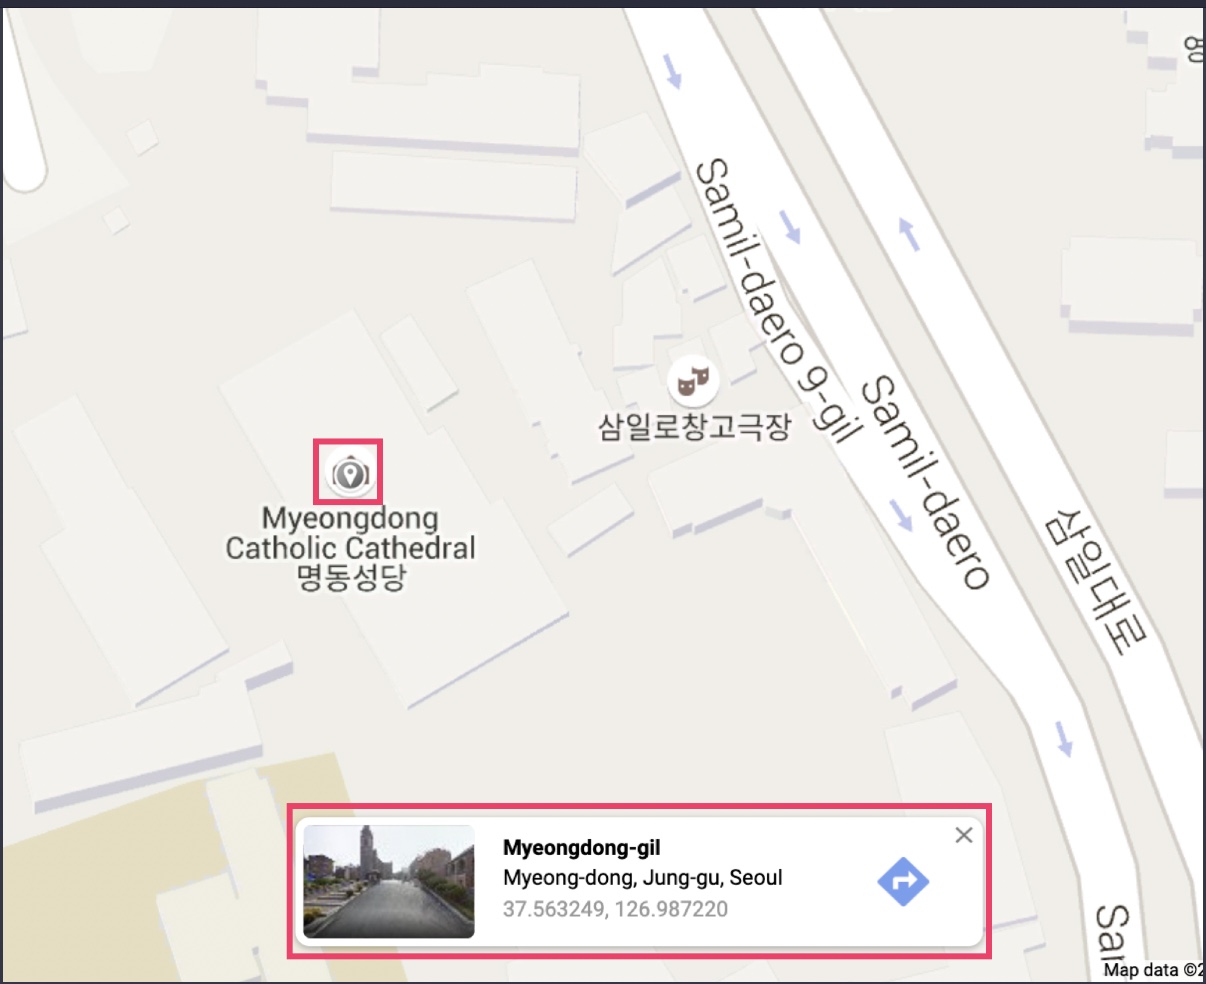 Samil-daero 9-gil
Samil-daero
삼일대로
삼일로창고극장
Myeongdong
Catholic Cathedral
명동성당
Myeongdong-gil
Myeong-dong, Jung-gu, Seoul
37.563249, 126.987220
Sam
Map data ©2